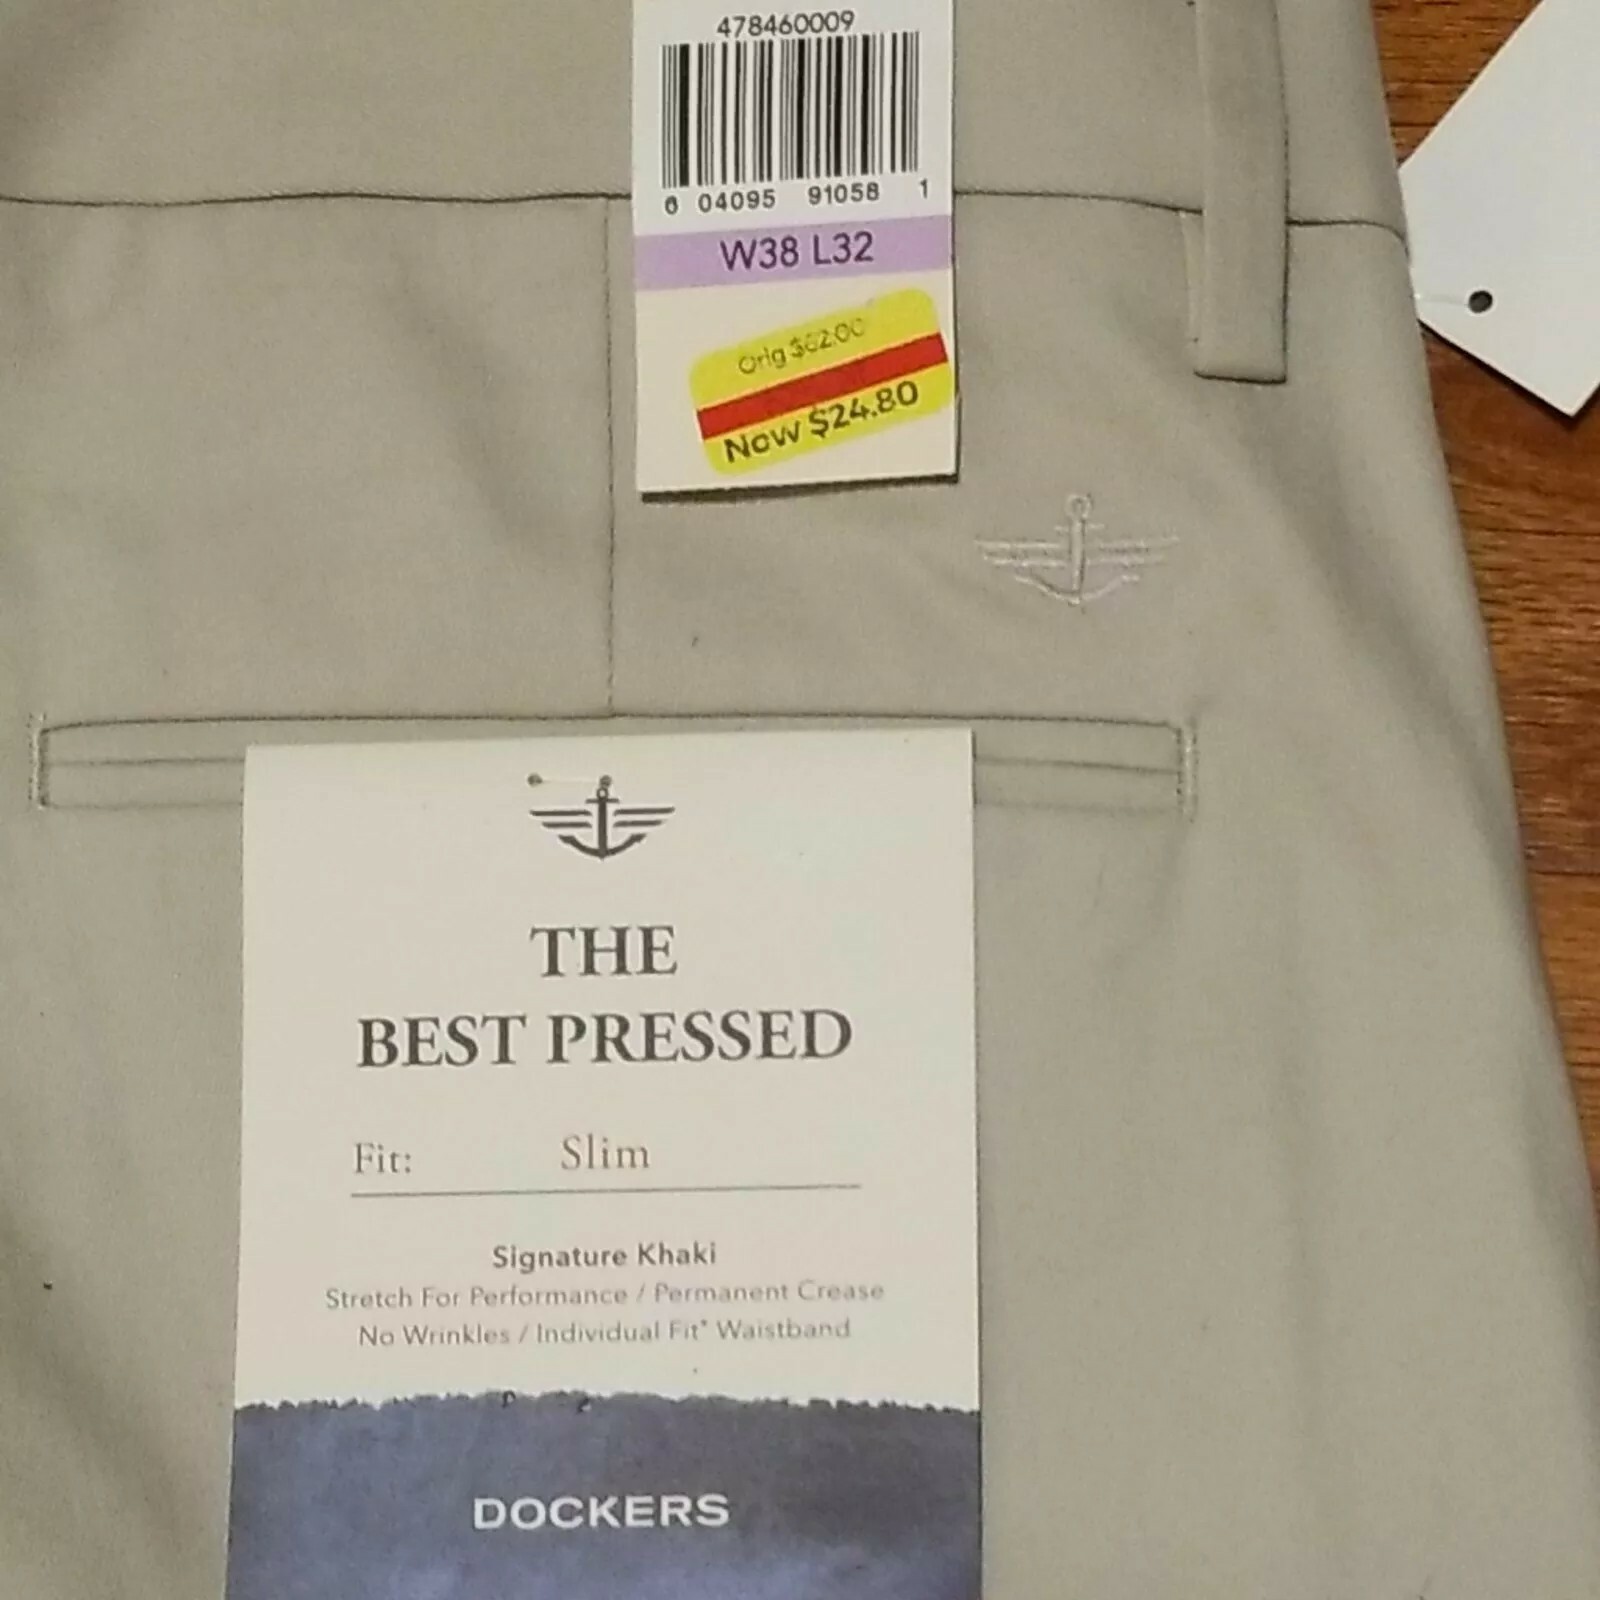 478460009
6 04095 91058 1
W38 L32
Orig $62.00
Now $24.80
THE
BEST PRESSED
Fit: Slim
Signature Khaki
Stretch For Performance / Permanent Crease
No Wrinkles / Individual Fit* Waistband
DOCKERS